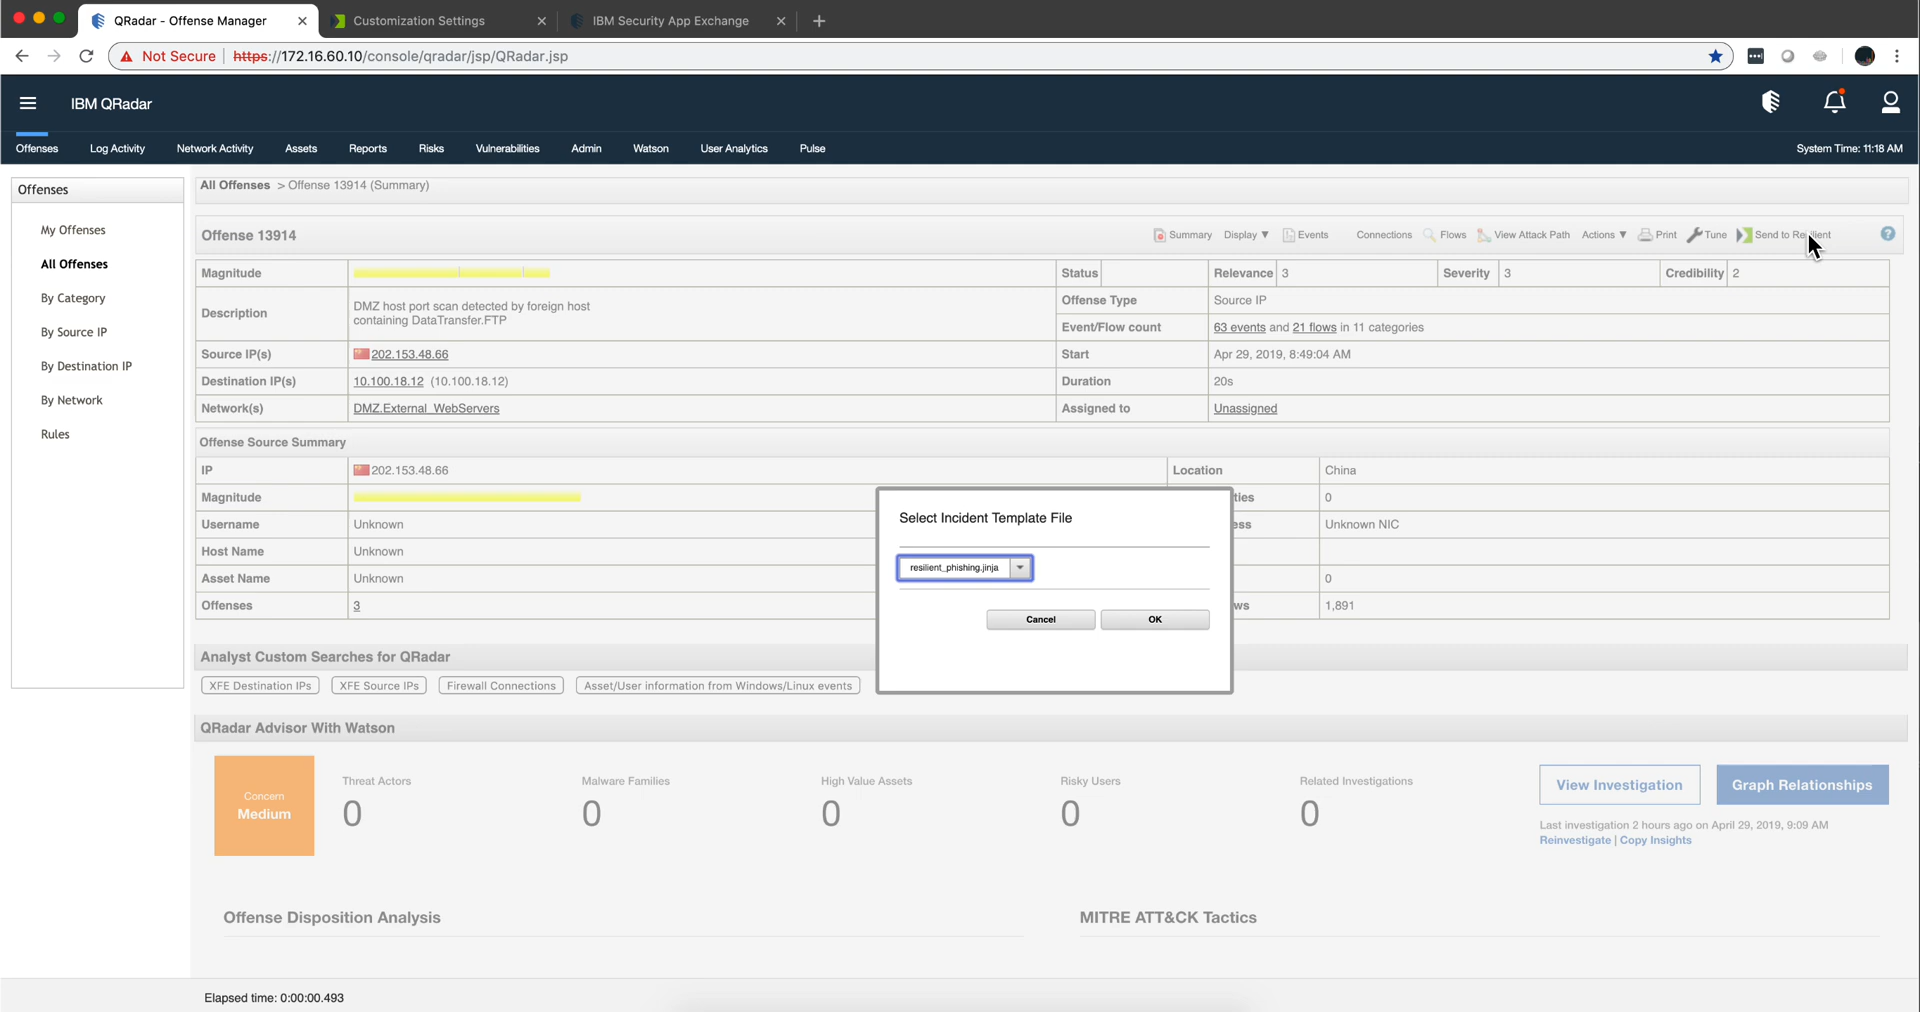 QRadar - Offense Manager
Customization Settings
IBM Security App Exchange
Not Secure
https://172.16.60.10/console/qradar/jsp/QRadar.jsp
IBM QRadar
Offenses Log Activity Network Activity Assets Reports Risks Vulnerabilities Admin Watson User Analytics Pulse
System Time: 11:18 AM
Offenses
My Offenses
All Offenses
By Category
By Source IP
By Destination IP
By Network
Rules
All Offenses > Offense 13914 (Summary)
Offense 13914
Summary Display ▼ Events Connections Flows View Attack Path Actions ▼ Print Tune Send to Resilient ?
Magnitude
Status
Relevance 3
Severity 3
Credibility 2
Description
DMZ host port scan detected by foreign host
containing DataTransfer.FTP
Offense Type Source IP
Event/Flow count 63 events and 21 flows in 11 categories
Source IP(s) 202.153.48.66
Start Apr 29, 2019, 8:49:04 AM
Destination IP(s) 10.100.18.12 (10.100.18.12)
Duration 20s
Network(s) DMZ.External_WebServers
Assigned to Unassigned
Offense Source Summary
IP 202.153.48.66
Location China
Magnitude
ties 0
Username Unknown
ess Unknown NIC
Host Name Unknown
Asset Name Unknown
0
Offenses 3
ws 1,891
Select Incident Template File
resilient_phishing.jinja
Cancel OK
Analyst Custom Searches for QRadar
XFE Destination IPs XFE Source IPs Firewall Connections Asset/User information from Windows/Linux events
QRadar Advisor With Watson
Concern
Medium
Threat Actors
0
Malware Families
0
High Value Assets
0
Risky Users
0
Related Investigations
0
View Investigation Graph Relationships
Last investigation 2 hours ago on April 29, 2019, 9:09 AM
Reinvestigate | Copy Insights
Offense Disposition Analysis
MITRE ATT&CK Tactics
Elapsed time: 0:00:00.493